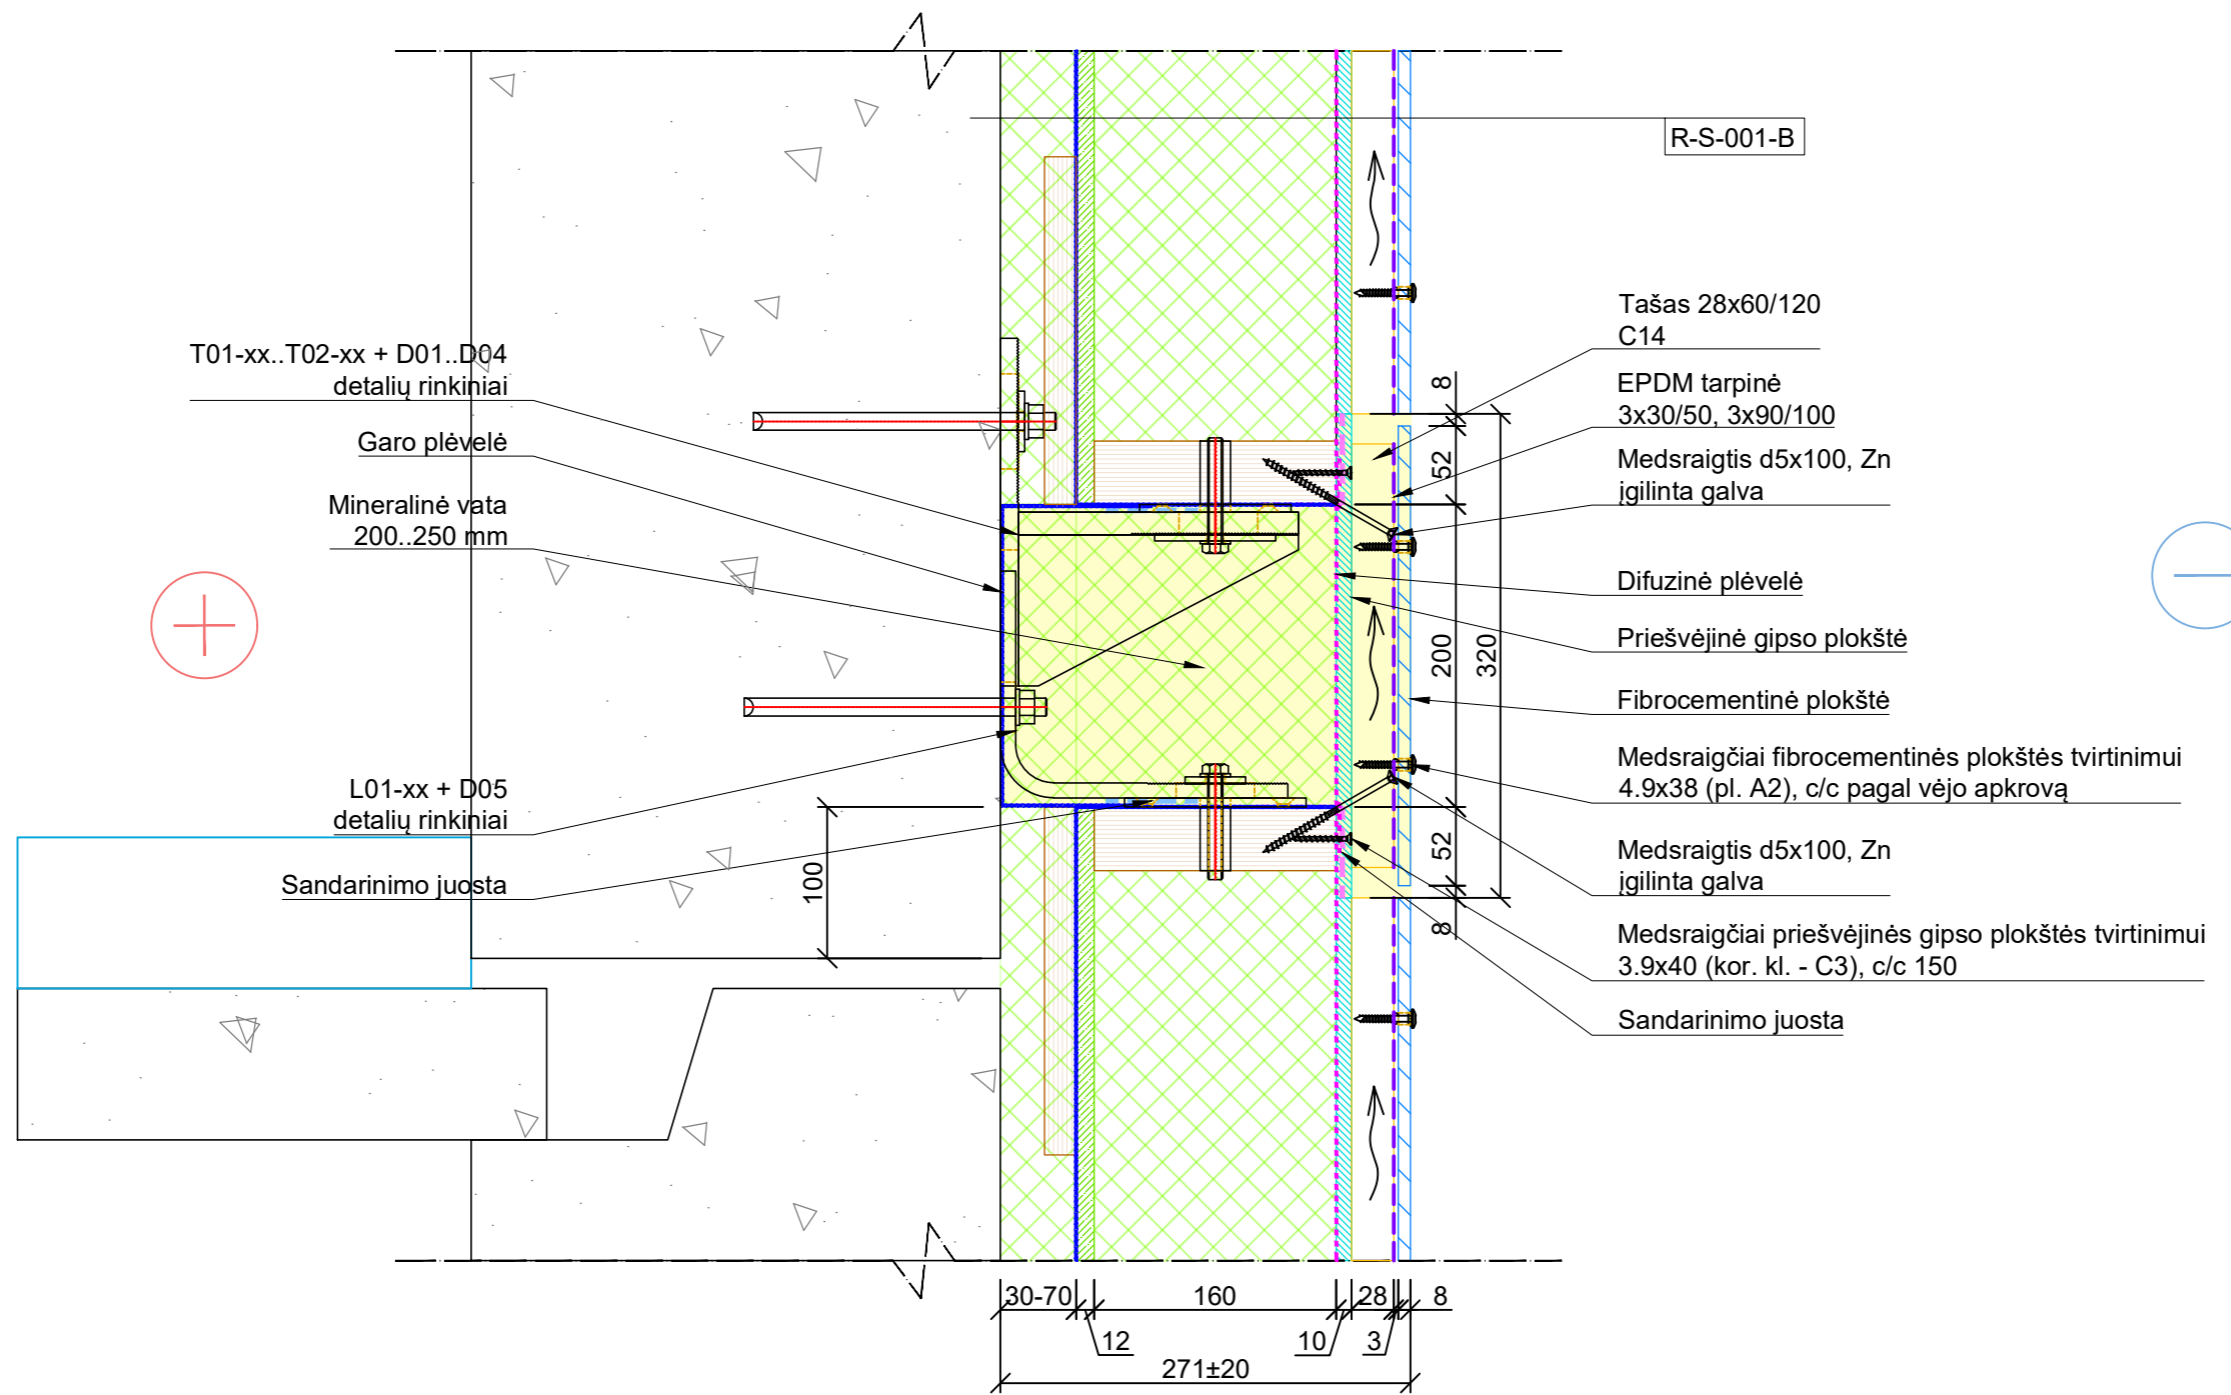 R-S-001-B
T01-xx..T02-xx + D01..D04
detalių rinkiniai
Garo plėvelė
Mineralinė vata
200..250 mm
L01-xx + D05
detalių rinkiniai
Sandarinimo juosta
100
Tašas 28x60/120
C14
EPDM tarpinė
3x30/50, 3x90/100
Medsraigtis d5x100, Zn
įgilinta galva
Difuzinė plėvelė
Priešvėjinė gipso plokštė
Fibrocementinė plokštė
Medsraigčiai fibrocementinės plokštės tvirtinimui
4.9x38 (pl. A2), c/c pagal vėjo apkrovą
Medsraigtis d5x100, Zn
įgilinta galva
Medsraigčiai priešvėjinės gipso plokštės tvirtinimui
3.9x40 (kor. kl. - C3), c/c 150
Sandarinimo juosta
8
52
200
320
52
8
30-70
160
28
8
12
10
3
271±20